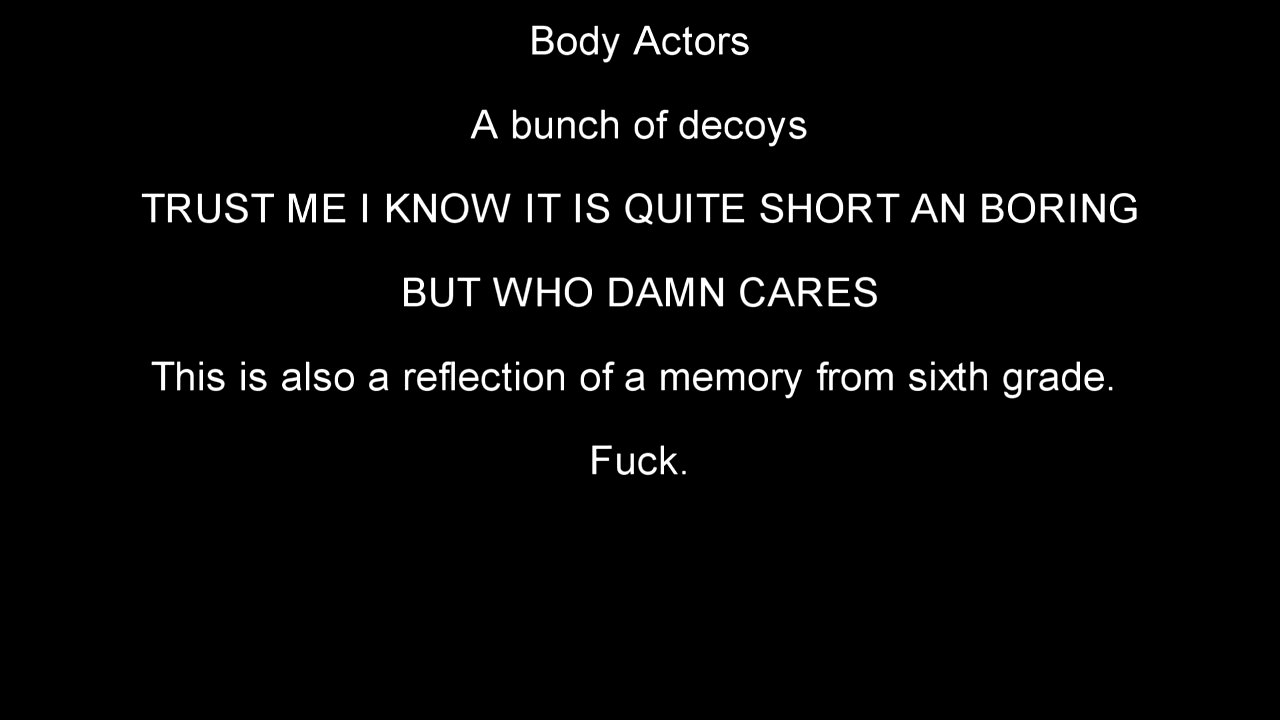 Body Actors
A bunch of decoys
TRUST ME I KNOW IT IS QUITE SHORT AN BORING
BUT WHO DAMN CARES
This is also a reflection of a memory from sixth grade.
Fuck.